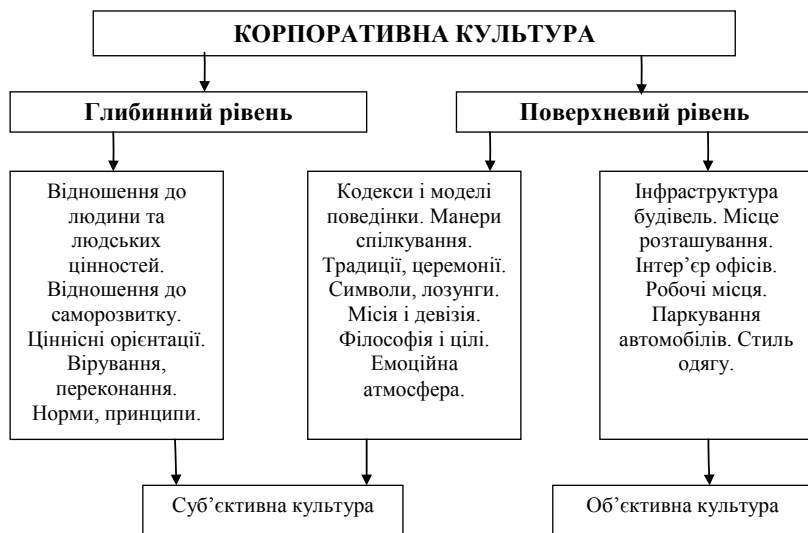 КОРПОРАТИВНА КУЛЬТУРА
Глибинний рівень
Поверхневий рівень
Відношення до
людини та
людських
цінностей.
Відношення до
саморозвитку.
Ціннісні орієнтації.
Вірування,
переконання.
Норми, принципи.
Кодекси і моделі
поведінки. Манери
спілкування.
Традиції, церемонії.
Символи, лозунги.
Місія і девізія.
Філософія і цілі.
Емоційна
атмосфера.
Інфраструктура
будівель. Місце
розташування.
Інтер’єр офісів.
Робочі місця.
Паркування
автомобілів. Стиль
одягу.
Суб’єктивна культура
Об’єктивна культура